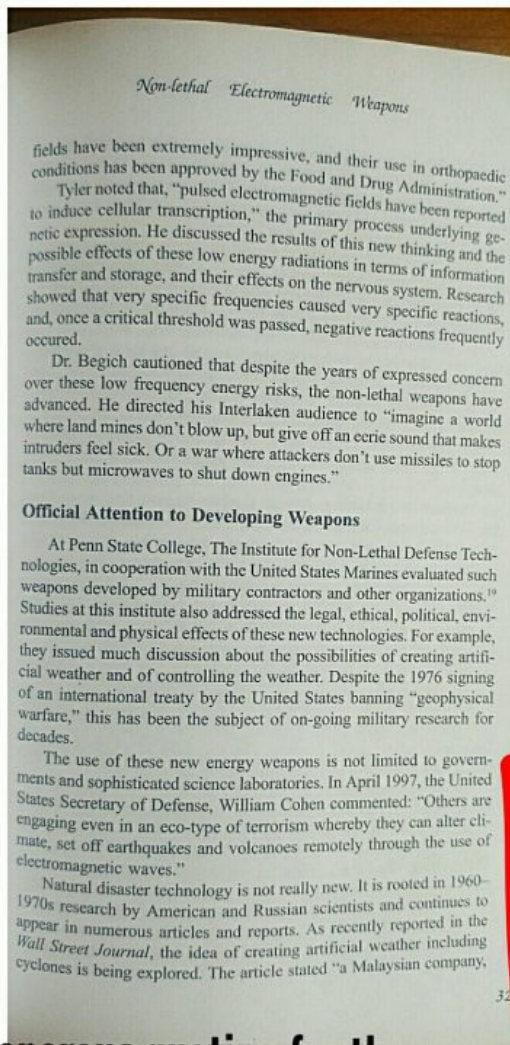 Non-lethal Electromagnetic Weapons
fields have been extremely impressive, and their use in orthopaedic
conditions has been approved by the Food and Drug Administration."
Tyler noted that, "pulsed electromagnetic fields have been reported
to induce cellular transcription," the primary process underlying ge-
netic expression. He discussed the results of this new thinking and the
possible effects of these low energy radiations in terms of information
transfer and storage, and their effects on the nervous system. Research
showed that very specific frequencies caused very specific reactions,
and, once a critical threshold was passed, negative reactions frequently
occured.
Dr. Begich cautioned that despite the years of expressed concern
over these low frequency energy risks, the non-lethal weapons have
advanced. He directed his Interlaken audience to "imagine a world
where land mines don't blow up, but give off an eerie sound that makes
intruders feel sick. Or a war where attackers don't use missiles to stop
tanks but microwaves to shut down engines."
Official Attention to Developing Weapons
At Penn State College, The Institute for Non-Lethal Defense Tech-
nologies, in cooperation with the United States Marines evaluated such
weapons developed by military contractors and other organizations.19
Studies at this institute also addressed the legal, ethical, political, envi-
ronmental and physical effects of these new technologies. For example,
they issued much discussion about the possibilities of creating artifi-
cial weather and of controlling the weather. Despite the 1976 signing
of an international treaty by the United States banning "geophysical
warfare," this has been the subject of on-going military research for
decades.
The use of these new energy weapons is not limited to govern-
ments and sophisticated science laboratories. In April 1997, the United
States Secretary of Defense, William Cohen commented: "Others are
engaging even in an eco-type of terrorism whereby they can alter cli-
mate, set off earthquakes and volcanoes remotely through the use of
electromagnetic waves."
Natural disaster technology is not really new. It is rooted in 1960–
1970s research by American and Russian scientists and continues to
appear in numerous articles and reports. As recently reported in the
Wall Street Journal, the idea of creating artificial weather including
cyclones is being explored. The article stated "a Malaysian company,
32